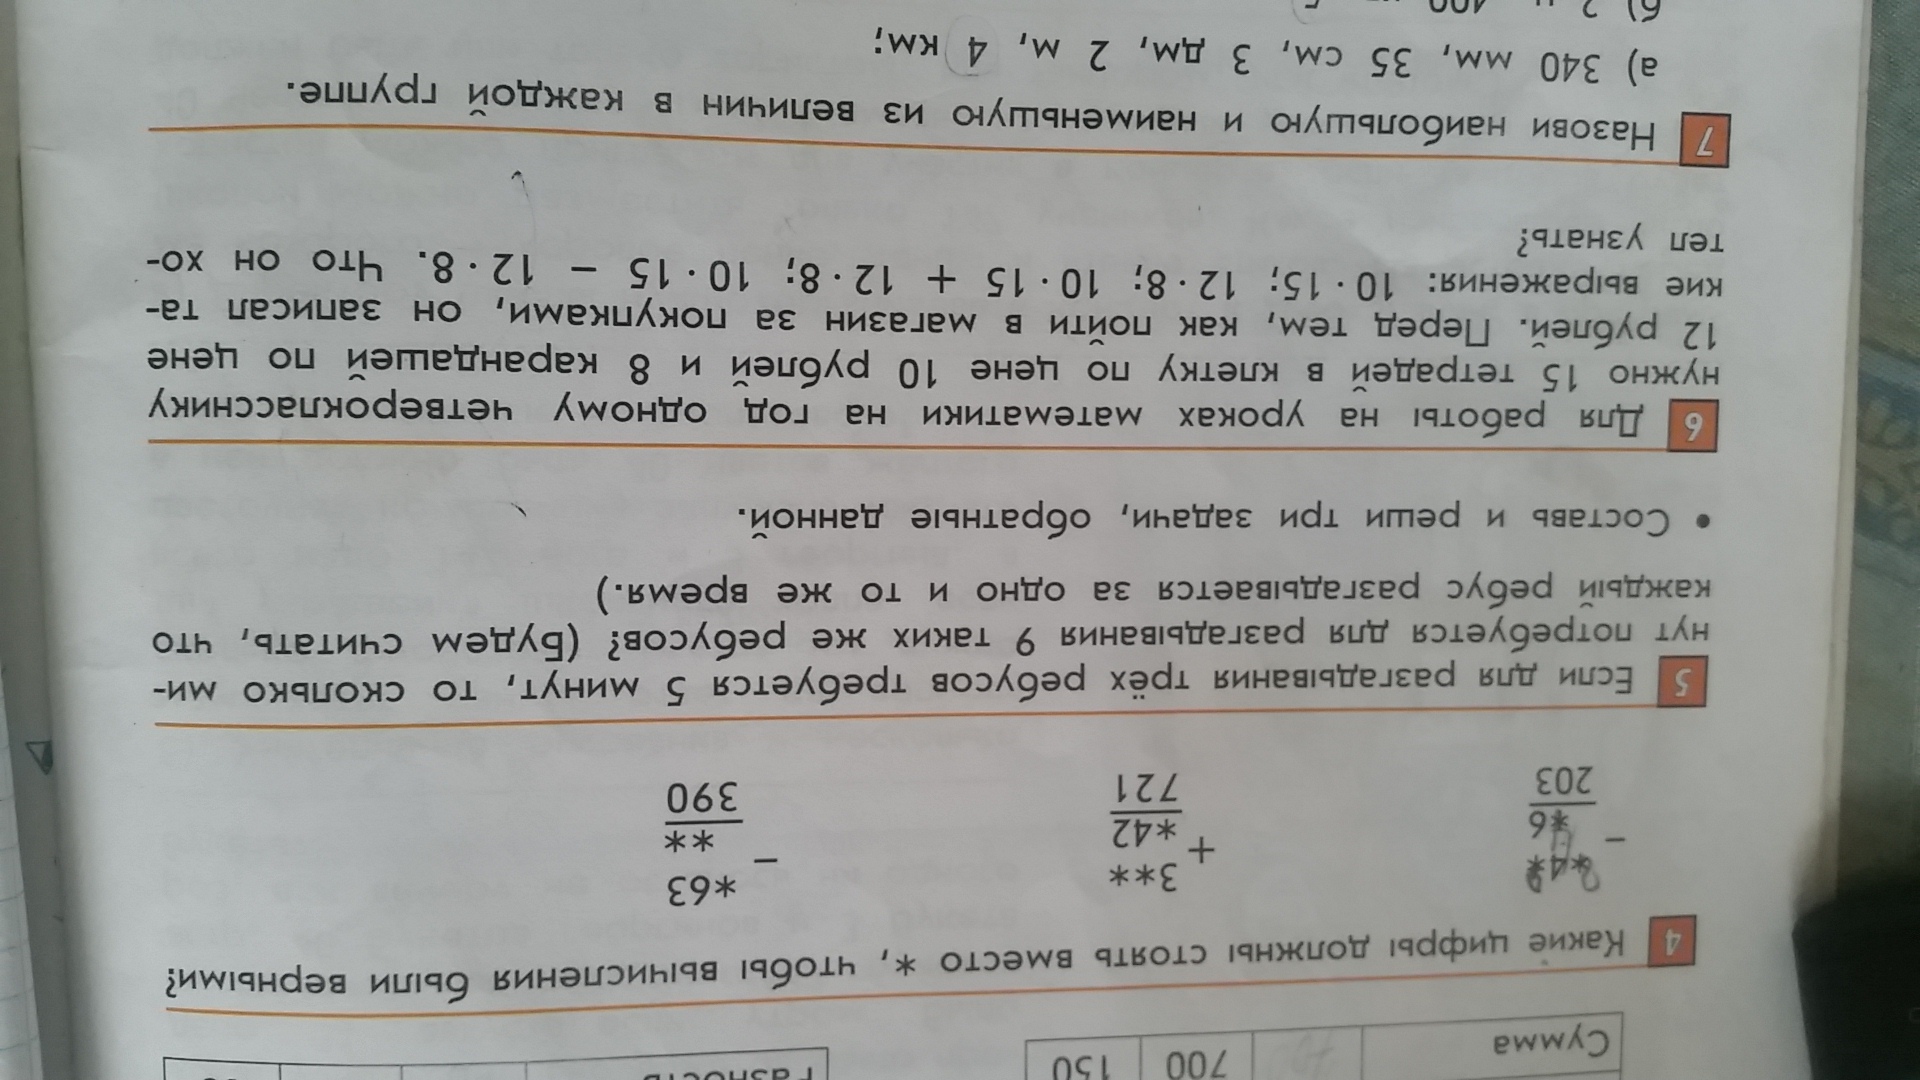 Сумма 700 150
Разность
4 Какие цифры должны стоять вместо *, чтобы вычисления были верными?
− *4* + 3** − *63
*6 *42 **
203 721 390
5 Если для разгадывания трёх ребусов требуется 5 минут, то сколько ми-
нут потребуется для разгадывания 9 таких же ребусов? (Будем считать, что
каждый ребус разгадывается за одно и то же время.)
• Составь и реши три задачи, обратные данной.
6 Для работы на уроках математики на год одному четверокласснику
нужно 15 тетрадей в клетку по цене 10 рублей и 8 карандашей по цене
12 рублей. Перед тем, как пойти в магазин за покупками, он записал та-
кие выражения: 10 · 15; 12 · 8; 10 · 15 + 12 · 8; 10 · 15 − 12 · 8. Что он хо-
тел узнать?
7 Назови наибольшую и наименьшую из величин в каждой группе.
а) 340 мм, 35 см, 3 дм, 2 м, 4 км;
б) 2